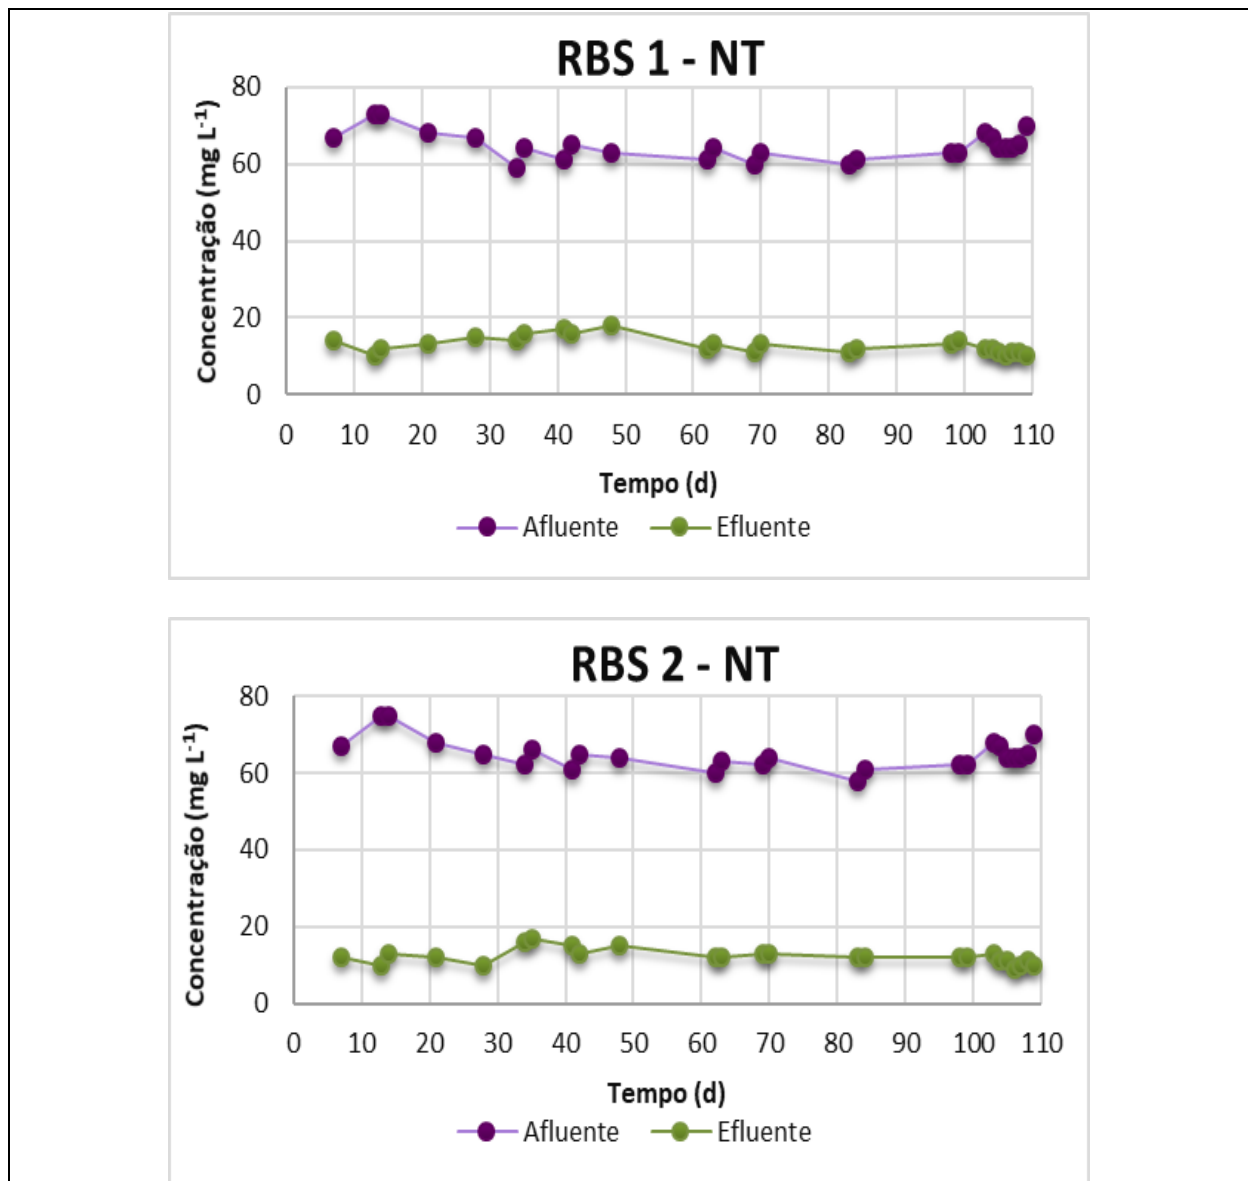 RBS 1 - NT
80
60
40
20
0
Concentração (mg L-1)
0 10 20 30 40 50 60 70 80 90 100 110
Tempo (d)
Afluente Efluente
RBS 2 - NT
80
60
40
20
0
Concentração (mg L-1)
0 10 20 30 40 50 60 70 80 90 100 110
Tempo (d)
Afluente Efluente